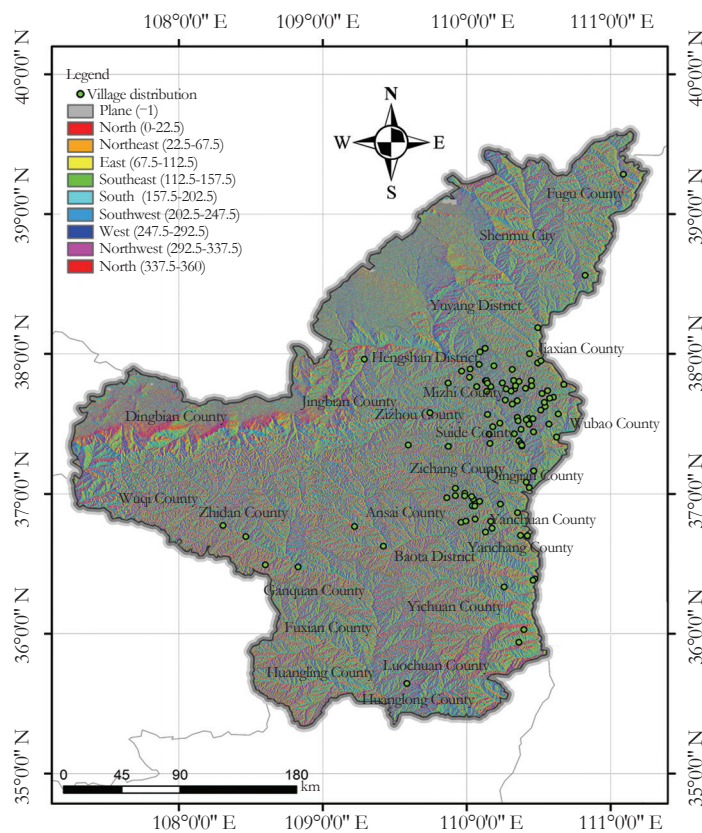 108°0'0" E 109°0'0" E 110°0'0" E 111°0'0" E
40°0'0" N 40°0'0" N
Legend
Village distribution
Plane (−1)
North (0-22.5)
Northeast (22.5-67.5)
East (67.5-112.5)
Southeast (112.5-157.5)
South (157.5-202.5)
Southwest (202.5-247.5)
West (247.5-292.5)
Northwest (292.5-337.5)
North (337.5-360)
N
W E
S
Fugu County
39°0'0" N 39°0'0" N
Shenmu City
Yuyang District
Jiaxian County
38°0'0" N 38°0'0" N
Hengshan District
Mizhi County
Jingbian County
Dingbian County
Zizhou County
Wubao County
Suide County
Zichang County
Qingjian County
37°0'0" N 37°0'0" N
Wuqi County
Zhidan County
Ansai County
Yanchuan County
Yanchang County
Baota District
Ganquan County
Yichuan County
36°0'0" N 36°0'0" N
Fuxian County
Luochuan County
Huangling County
Huanglong County
35°0'0" N 35°0'0" N
0 45 90 180
km
108°0'0" E 109°0'0" E 110°0'0" E 111°0'0" E